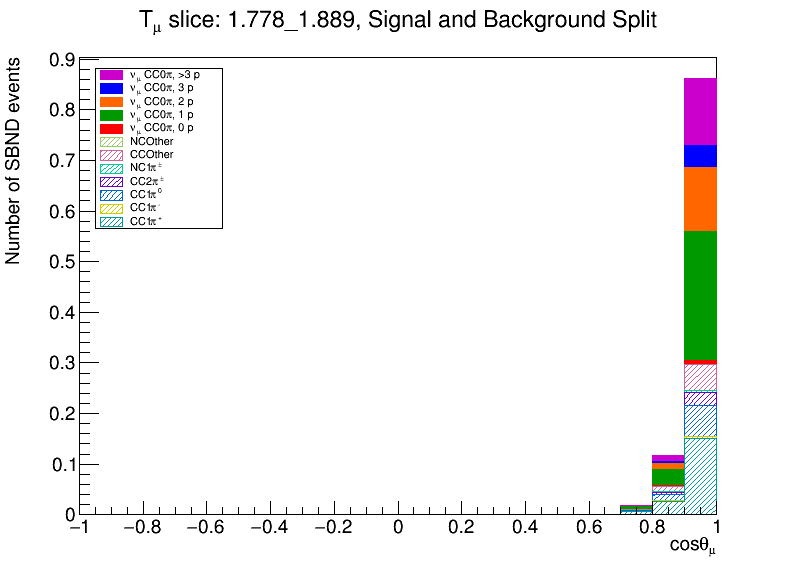 Tμ slice: 1.778_1.889, Signal and Background Split
Number of SBND events
0.9
0.8
0.7
0.6
0.5
0.4
0.3
0.2
0.1
0
νμ CC0π, >3 p
νμ CC0π, 3 p
νμ CC0π, 2 p
νμ CC0π, 1 p
νμ CC0π, 0 p
NCOther
CCOther
NC1π±
CC2π±
CC1π0
CC1π-
CC1π+
−1 −0.8 −0.6 −0.4 −0.2 0 0.2 0.4 0.6 0.8 1
cosθμ